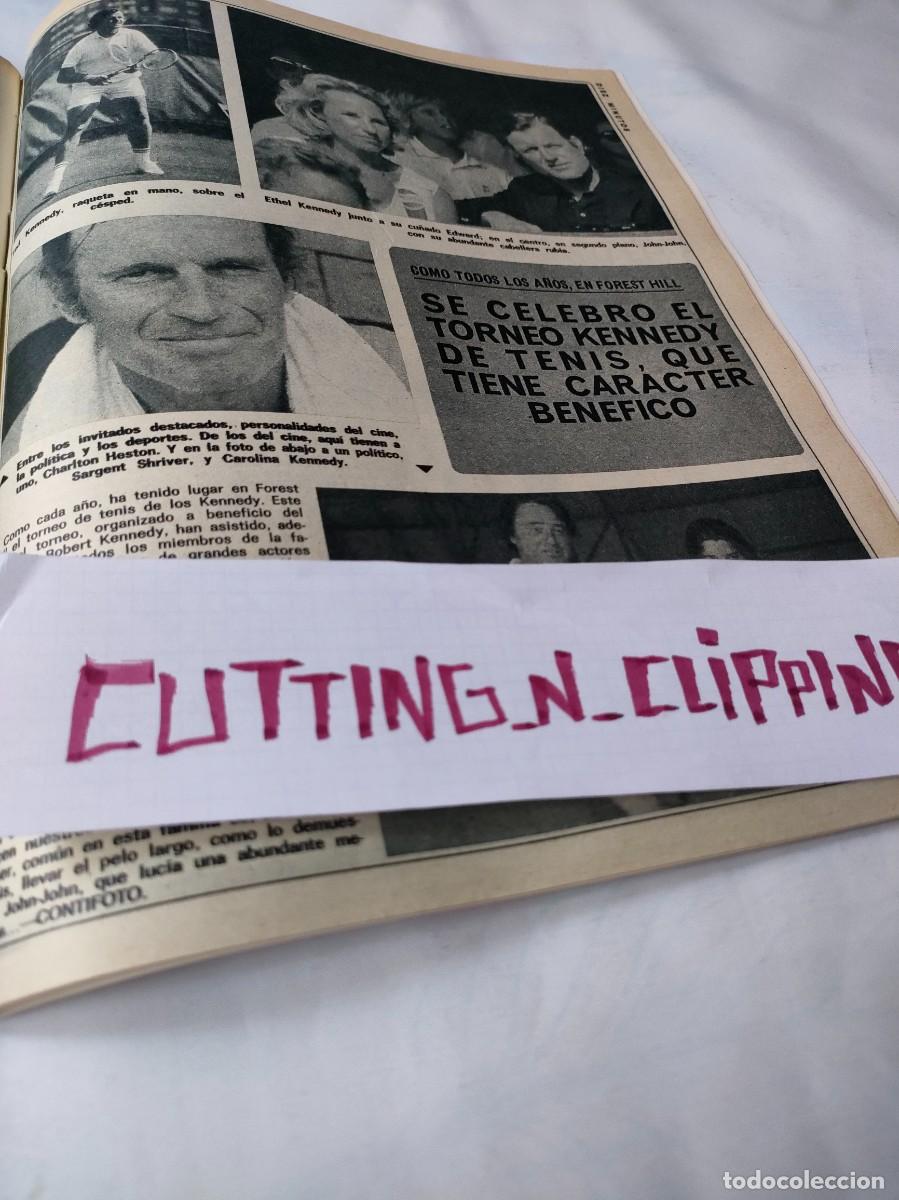 DIEZ MINUTOS
Kennedy, raqueta en mano, sobre el
césped.
Ethel Kennedy junto a su cuñado Edward; en el centro, en segundo plano, John-John,
con su abundante cabellera rubia.
COMO TODOS LOS AÑOS, EN FOREST HILL
SE CELEBRO EL
TORNEO KENNEDY
DE TENIS, QUE
TIENE CARACTER
BENEFICO
Entre los invitados destacados, personalidades del cine,
la política y los deportes. De los del cine, aquí tienen a
uno, Charlton Heston. Y en la foto de abajo a un político,
Sargent Shriver, y Carolina Kennedy.
Como cada año, ha tenido lugar en Forest
el torneo de tenis de los Kennedy. Este
torneo, organizado a beneficio del
Robert Kennedy, han asistido, ade-
los miembros de la fa-
de grandes actores
CUTTING_N_CLIPPIN
común en esta
llevar el pelo largo, como lo demues-
John-John, que lucía una abundante me-
—CONTIFOTO.
todocoleccion